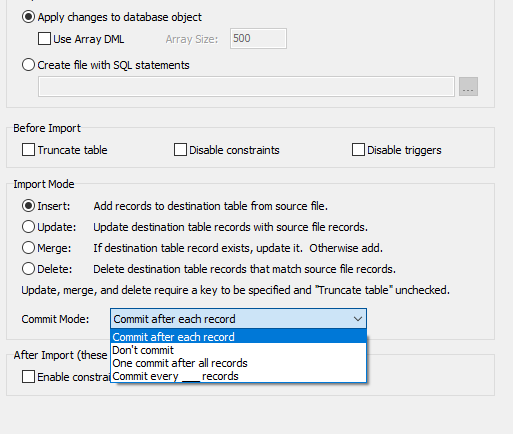 Apply changes to database object
Use Array DML Array Size: 500
Create file with SQL statements
...
Before Import
Truncate table Disable constraints Disable triggers
Import Mode
Insert: Add records to destination table from source file.
Update: Update destination table records with source file records.
Merge: If destination table record exists, update it. Otherwise add.
Delete: Delete destination table records that match source file records.
Update, merge, and delete require a key to be specified and "Truncate table" unchecked.
Commit Mode: Commit after each record
Commit after each record
Don't commit
One commit after all records
Commit every ___ records
After Import (these
Enable constrai